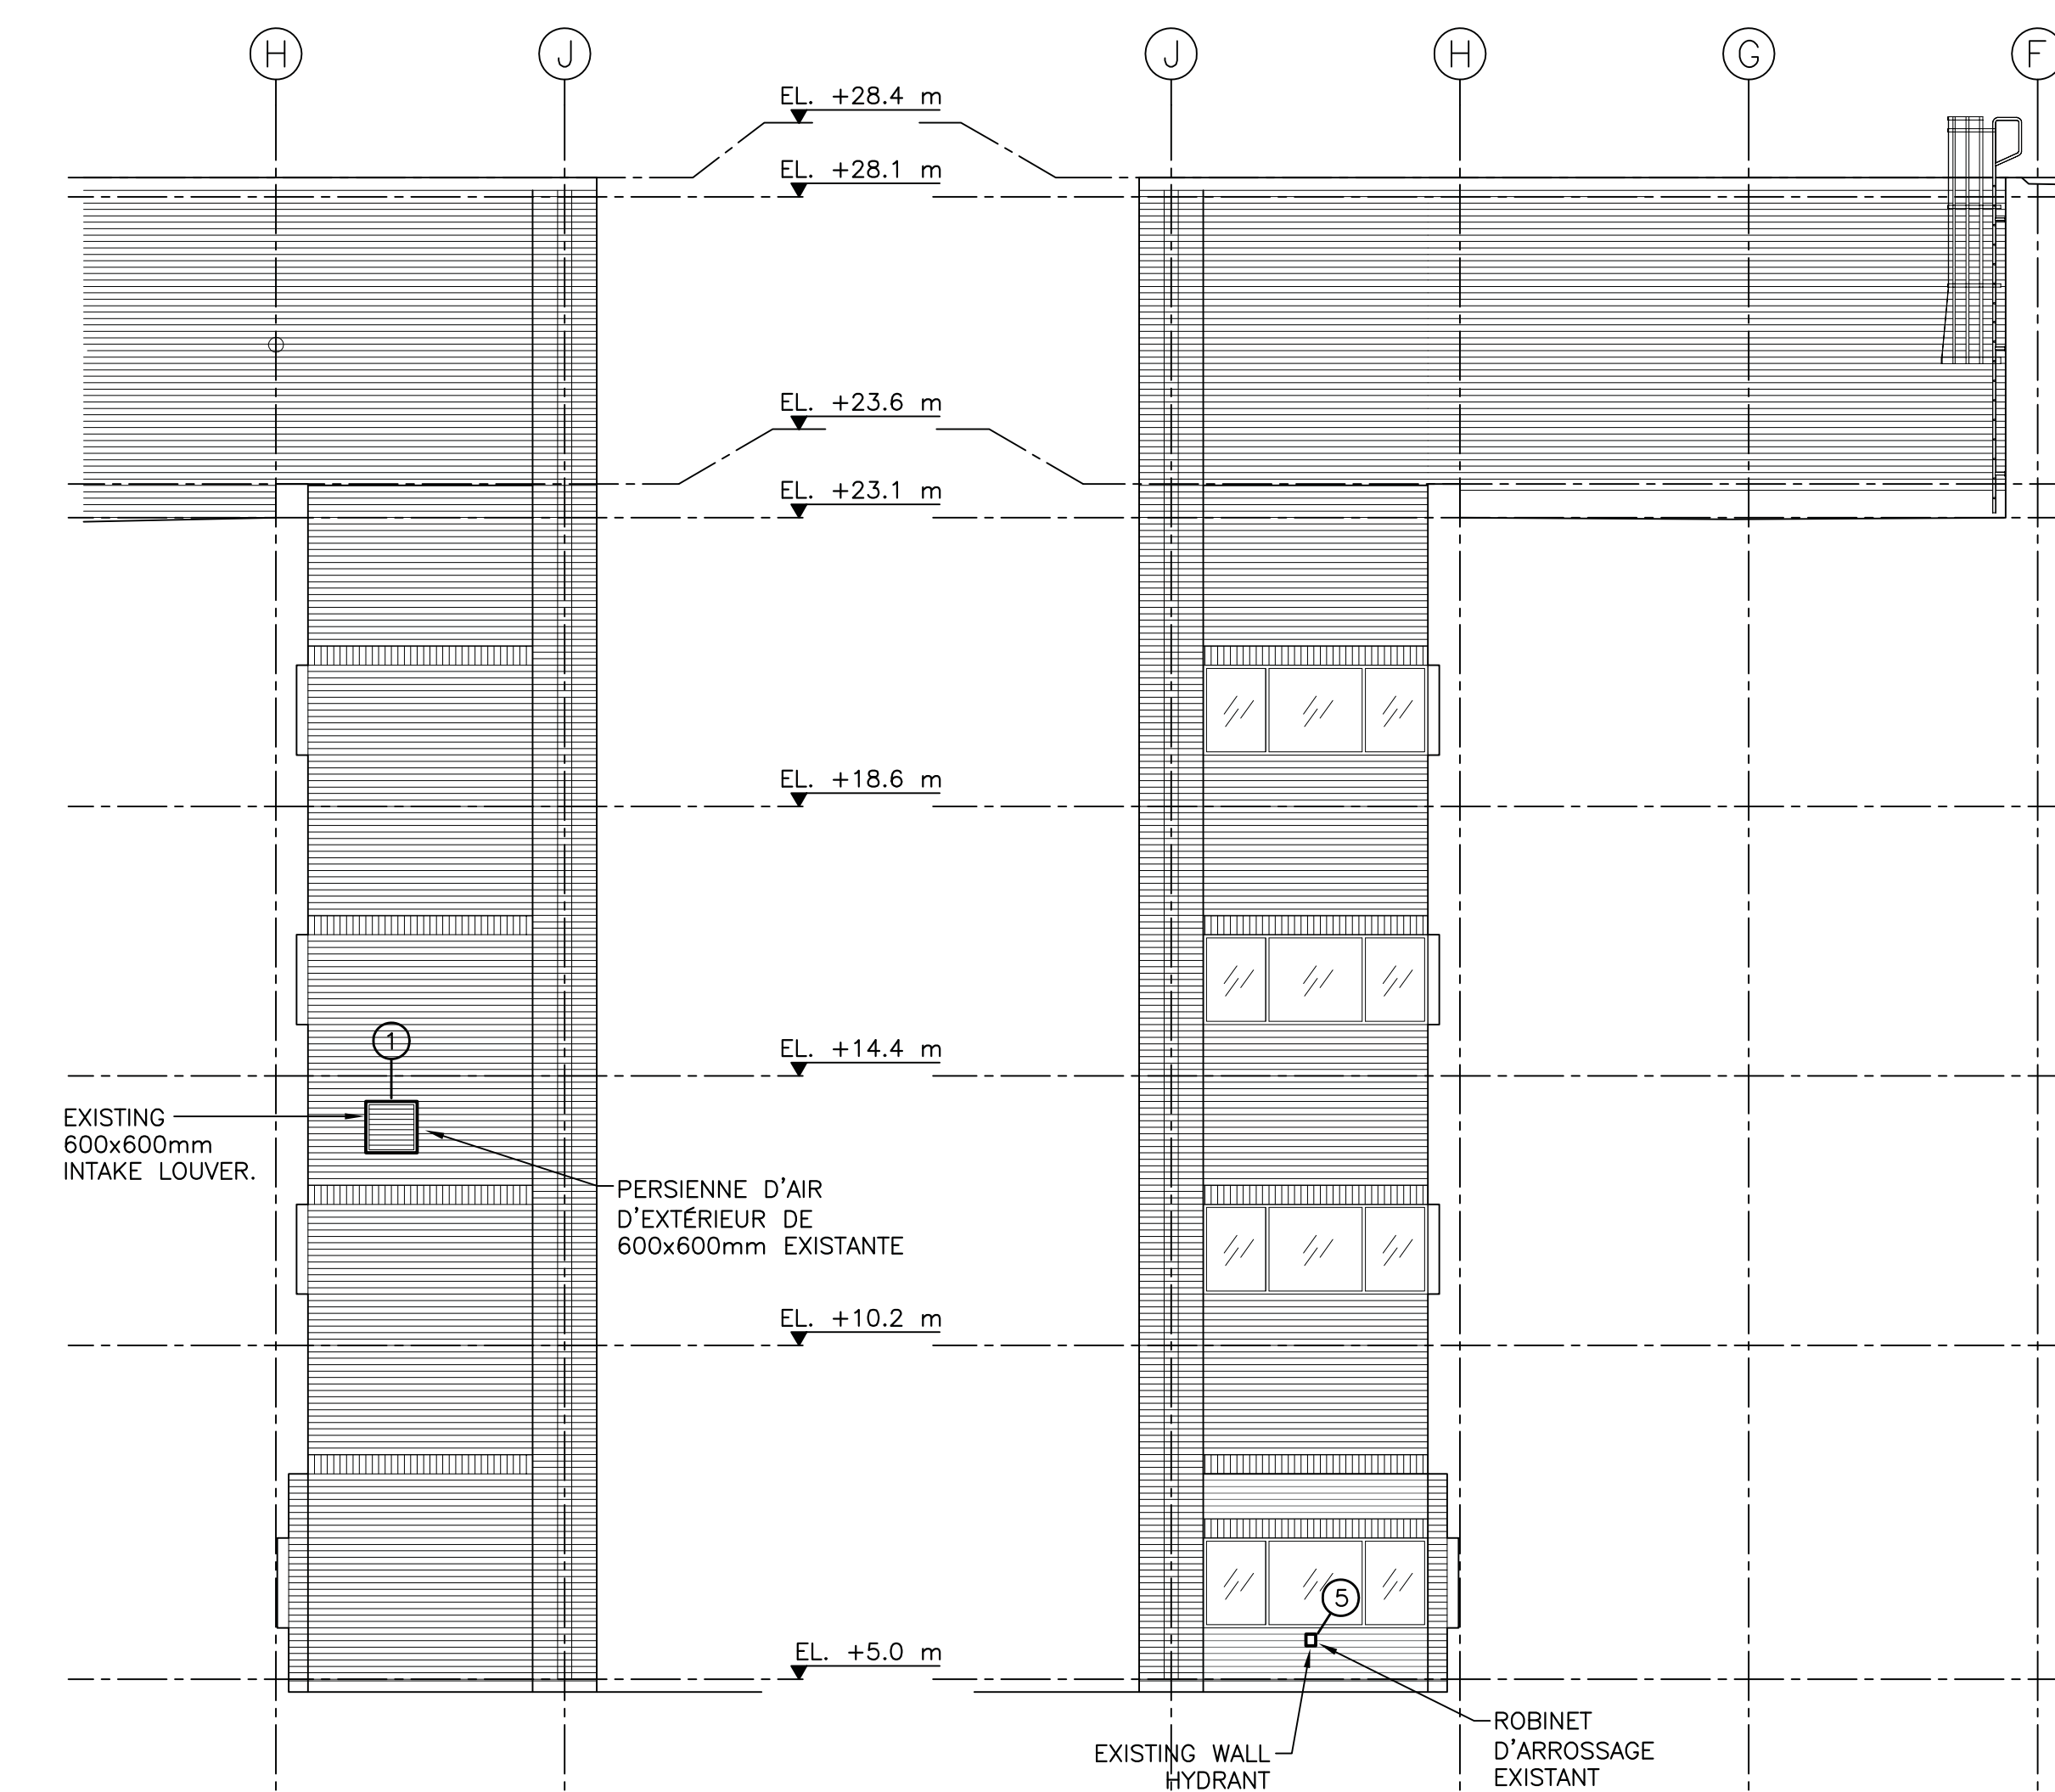 H
J
J
H
G
F
EL. +28.4 m
EL. +28.1 m
EL. +23.6 m
EL. +23.1 m
EL. +18.6 m
EL. +14.4 m
1
EXISTING
600x600mm
INTAKE LOUVER.
PERSIENNE D'AIR
D'EXTÉRIEUR DE
600x600mm EXISTANTE
EL. +10.2 m
5
EL. +5.0 m
EXISTING WALL
HYDRANT
ROBINET
D'ARROSSAGE
EXISTANT